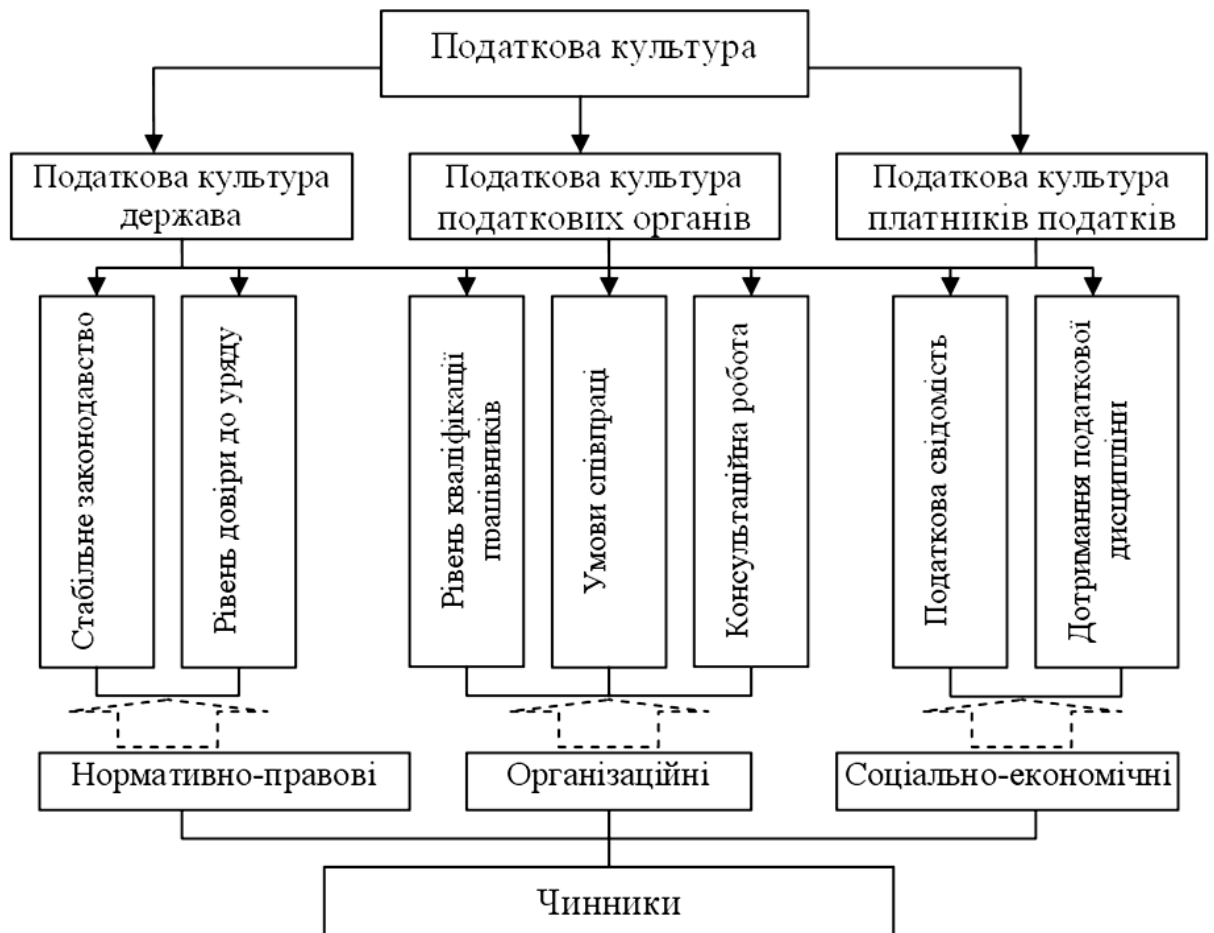 Податкова культура
Податкова культура
держава
Податкова культура
податкових органів
Податкова культура
платників податків
Стабільне законодавство
Рівень довіри до уряду
Рівень кваліфікації
працівників
Умови співпраці
Консультаційна робота
Податкова свідомість
Дотримання податкової
дисципліни
Нормативно-правові
Організаційні
Соціально-економічні
Чинники